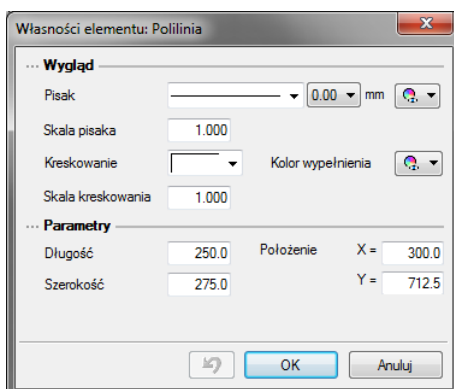 Własności elementu: Polilinia
Wygląd
Pisak 0.00 mm
Skala pisaka 1.000
Kreskowanie Kolor wypełnienia
Skala kreskowania 1.000
Parametry
Długość 250.0 Położenie X = 300.0
Szerokość 275.0 Y = 712.5
OK Anuluj